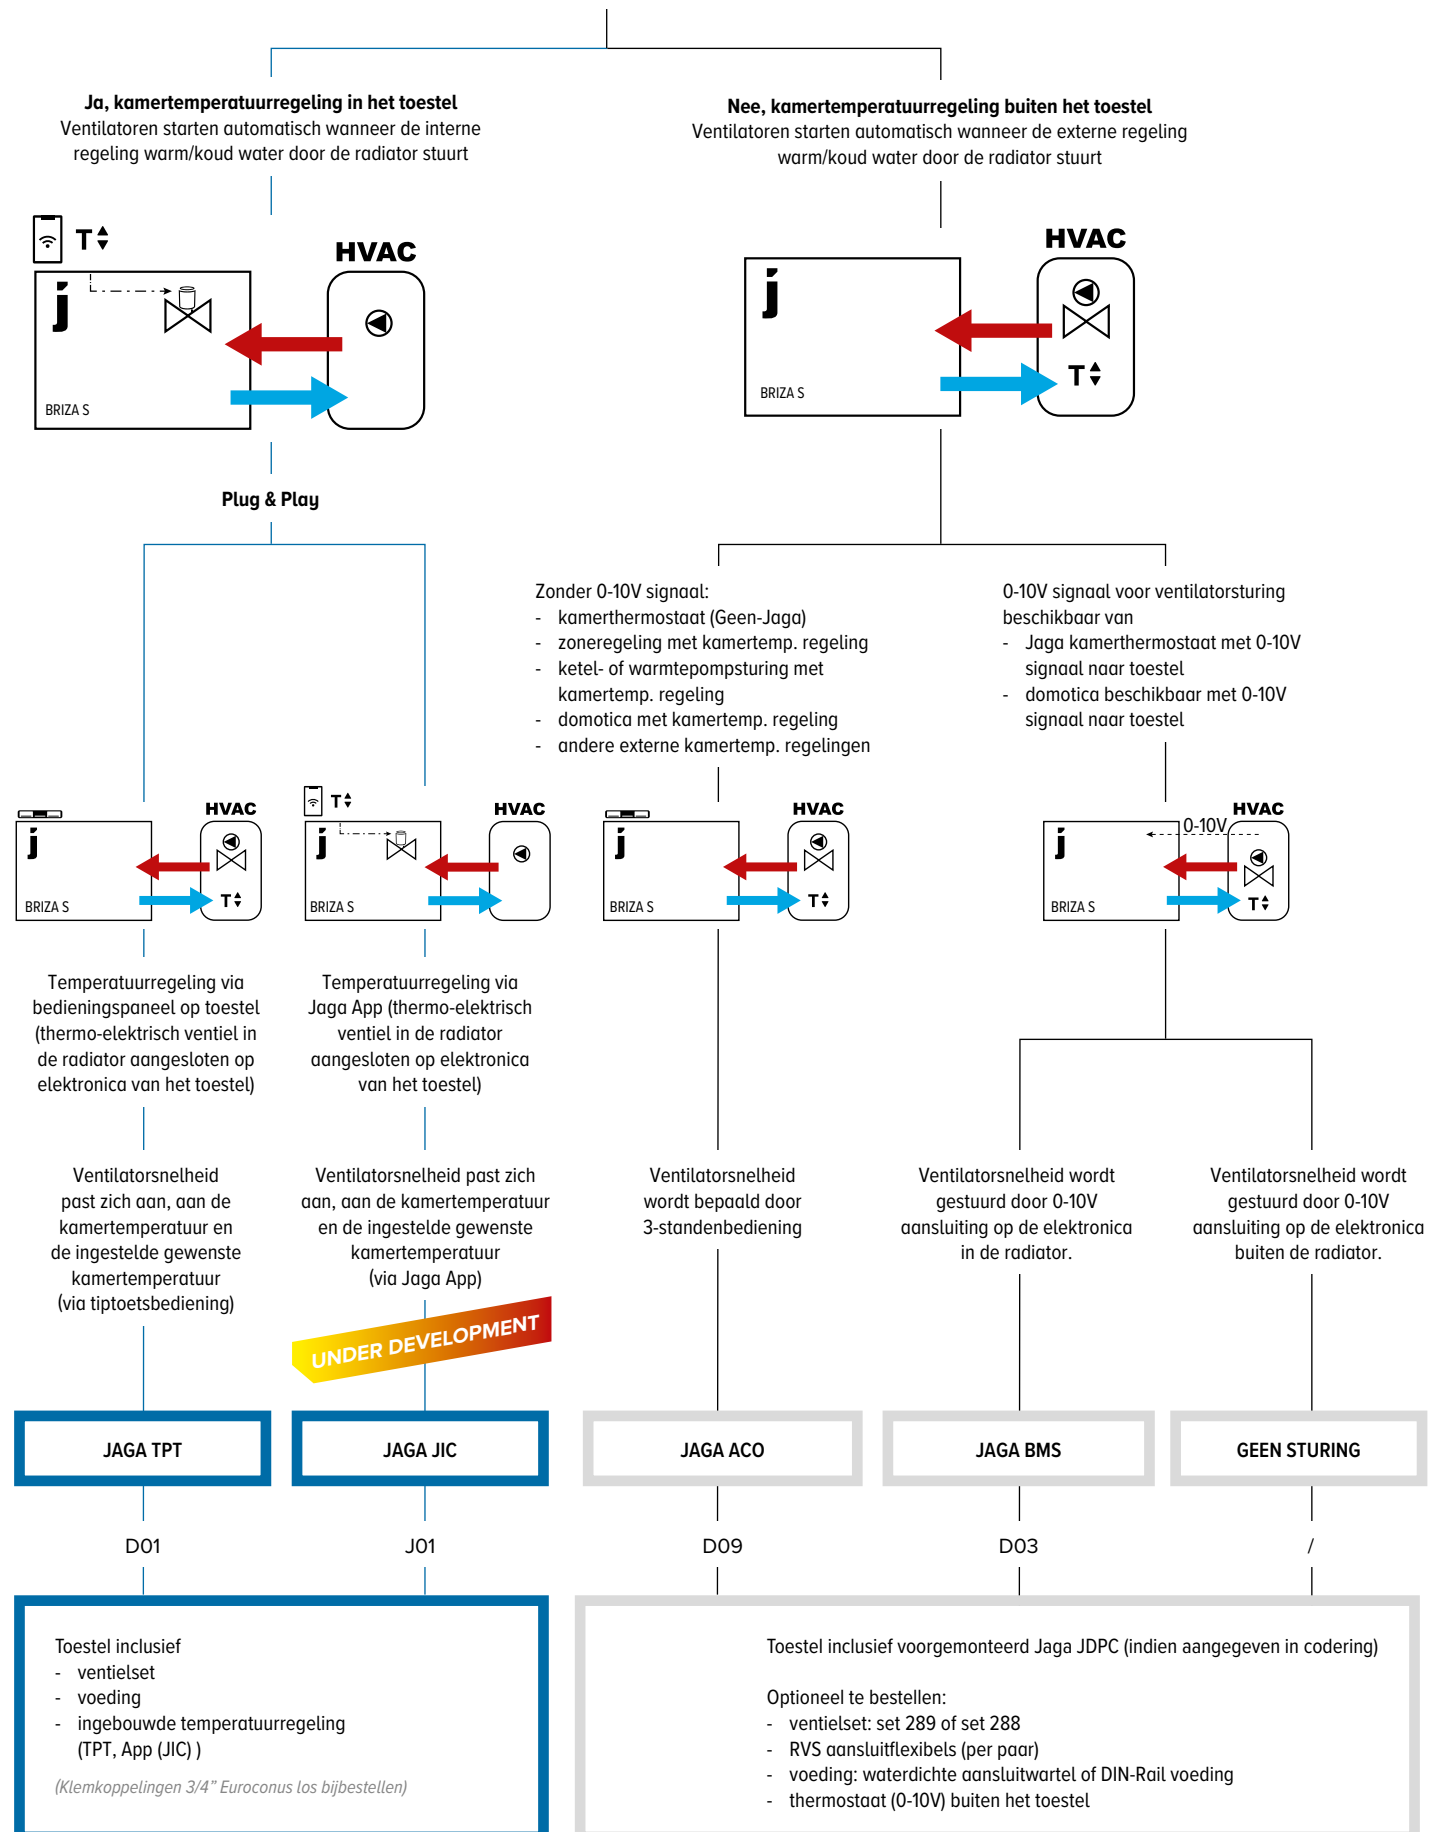 Ja, kamertemperatuurregeling in het toestel
Ventilatoren starten automatisch wanneer de interne
regeling warm/koud water door de radiator stuurt
Nee, kamertemperatuurregeling buiten het toestel
Ventilatoren starten automatisch wanneer de externe regeling
warm/koud water door de radiator stuurt
T
HVAC
j
BRIZA S
HVAC
j
T
BRIZA S
Plug & Play
Zonder 0-10V signaal:
- kamerthermostaat (Geen-Jaga)
- zoneregeling met kamertemp. regeling
- ketel- of warmtepompsturing met
kamertemp. regeling
- domotica met kamertemp. regeling
- andere externe kamertemp. regelingen
0-10V signaal voor ventilatorsturing
beschikbaar van
- Jaga kamerthermostaat met 0-10V
signaal naar toestel
- domotica beschikbaar met 0-10V
signaal naar toestel
HVAC
j
T
BRIZA S
T
HVAC
j
BRIZA S
HVAC
j
T
BRIZA S
HVAC
0-10V
j
T
BRIZA S
Temperatuurregeling via
bedieningspaneel op toestel
(thermo-elektrisch ventiel in
de radiator aangesloten op
elektronica van het toestel)
Temperatuurregeling via
Jaga App (thermo-elektrisch
ventiel in de radiator
aangesloten op elektronica
van het toestel)
Ventilatorsnelheid
past zich aan, aan de
kamertemperatuur en
de ingestelde gewenste
kamertemperatuur
(via tiptoetsbediening)
Ventilatorsnelheid past zich
aan, aan de kamertemperatuur
en de ingestelde gewenste
kamertemperatuur
(via Jaga App)
Ventilatorsnelheid
wordt bepaald door
3-standenbediening
Ventilatorsnelheid wordt
gestuurd door 0-10V
aansluiting op de elektronica
in de radiator.
Ventilatorsnelheid wordt
gestuurd door 0-10V
aansluiting op de elektronica
buiten de radiator.
UNDER DEVELOPMENT
JAGA TPT
JAGA JIC
JAGA ACO
JAGA BMS
GEEN STURING
D01
J01
D09
D03
/
Toestel inclusief
- ventielset
- voeding
- ingebouwde temperatuurregeling
(TPT, App (JIC) )
(Klemkoppelingen 3/4” Euroconus los bijbestellen)
Toestel inclusief voorgemonteerd Jaga JDPC (indien aangegeven in codering)
Optioneel te bestellen:
- ventielset: set 289 of set 288
- RVS aansluitflexibels (per paar)
- voeding: waterdichte aansluitwartel of DIN-Rail voeding
- thermostaat (0-10V) buiten het toestel